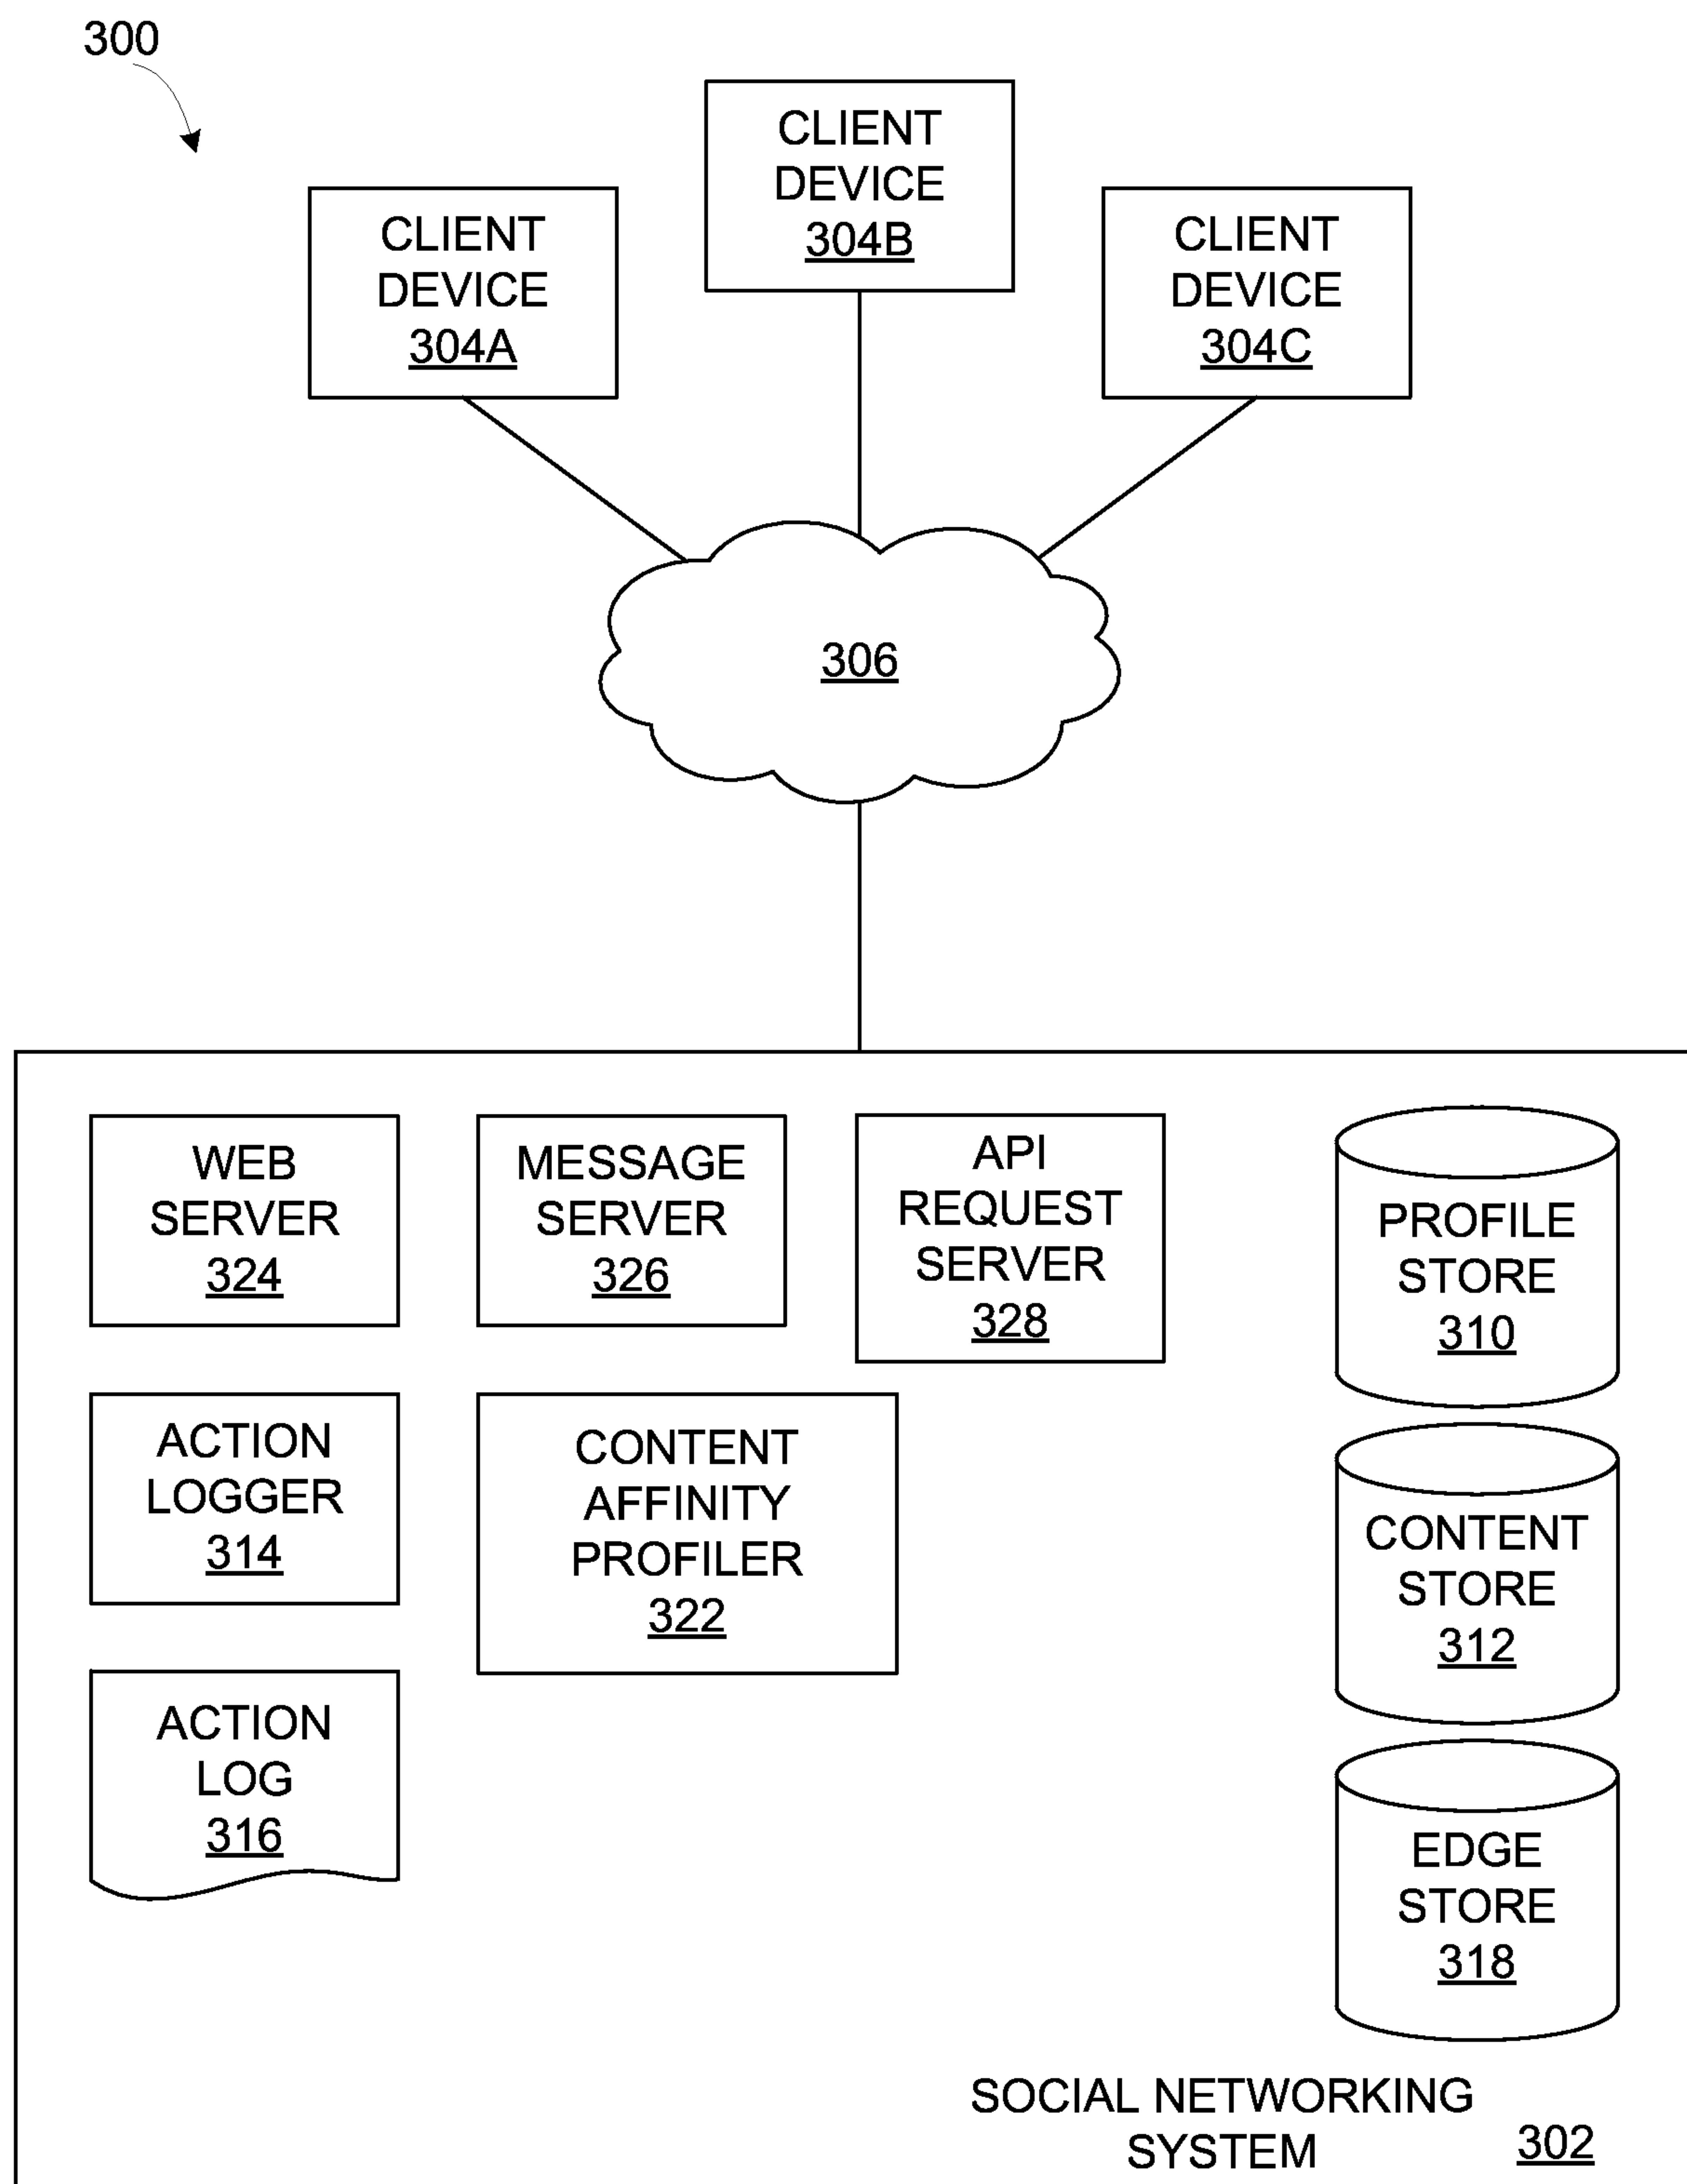 300
CLIENT
DEVICE
304A
CLIENT
DEVICE
304B
CLIENT
DEVICE
304C
306
WEB
SERVER
324
MESSAGE
SERVER
326
API
REQUEST
SERVER
328
PROFILE
STORE
310
ACTION
LOGGER
314
CONTENT
AFFINITY
PROFILER
322
CONTENT
STORE
312
ACTION
LOG
316
EDGE
STORE
318
SOCIAL NETWORKING
SYSTEM 302